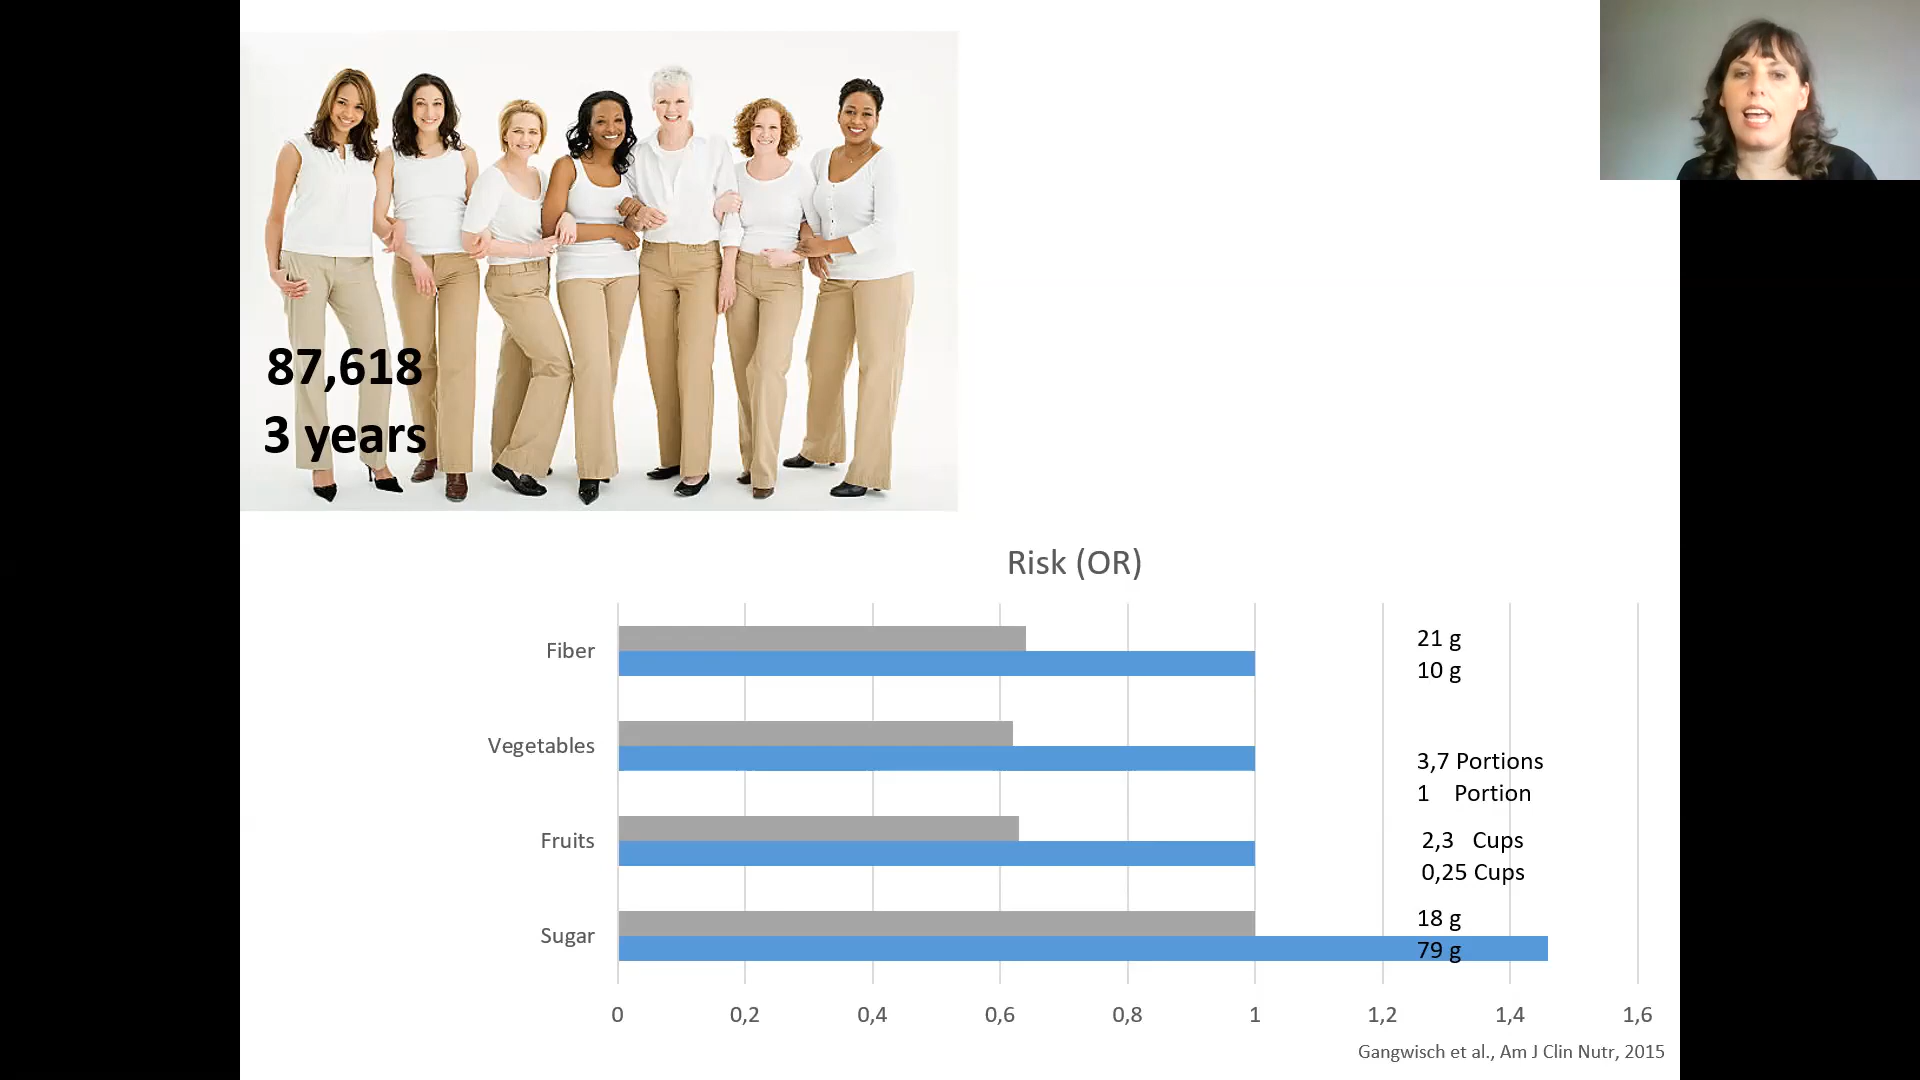 87,618
3 years
Risk (OR)
Fiber
21 g
10 g
Vegetables
3,7 Portions
1 Portion
Fruits
2,3 Cups
0,25 Cups
Sugar
18 g
79 g
0 0,2 0,4 0,6 0,8 1 1,2 1,4 1,6
Gangwisch et al., Am J Clin Nutr, 2015